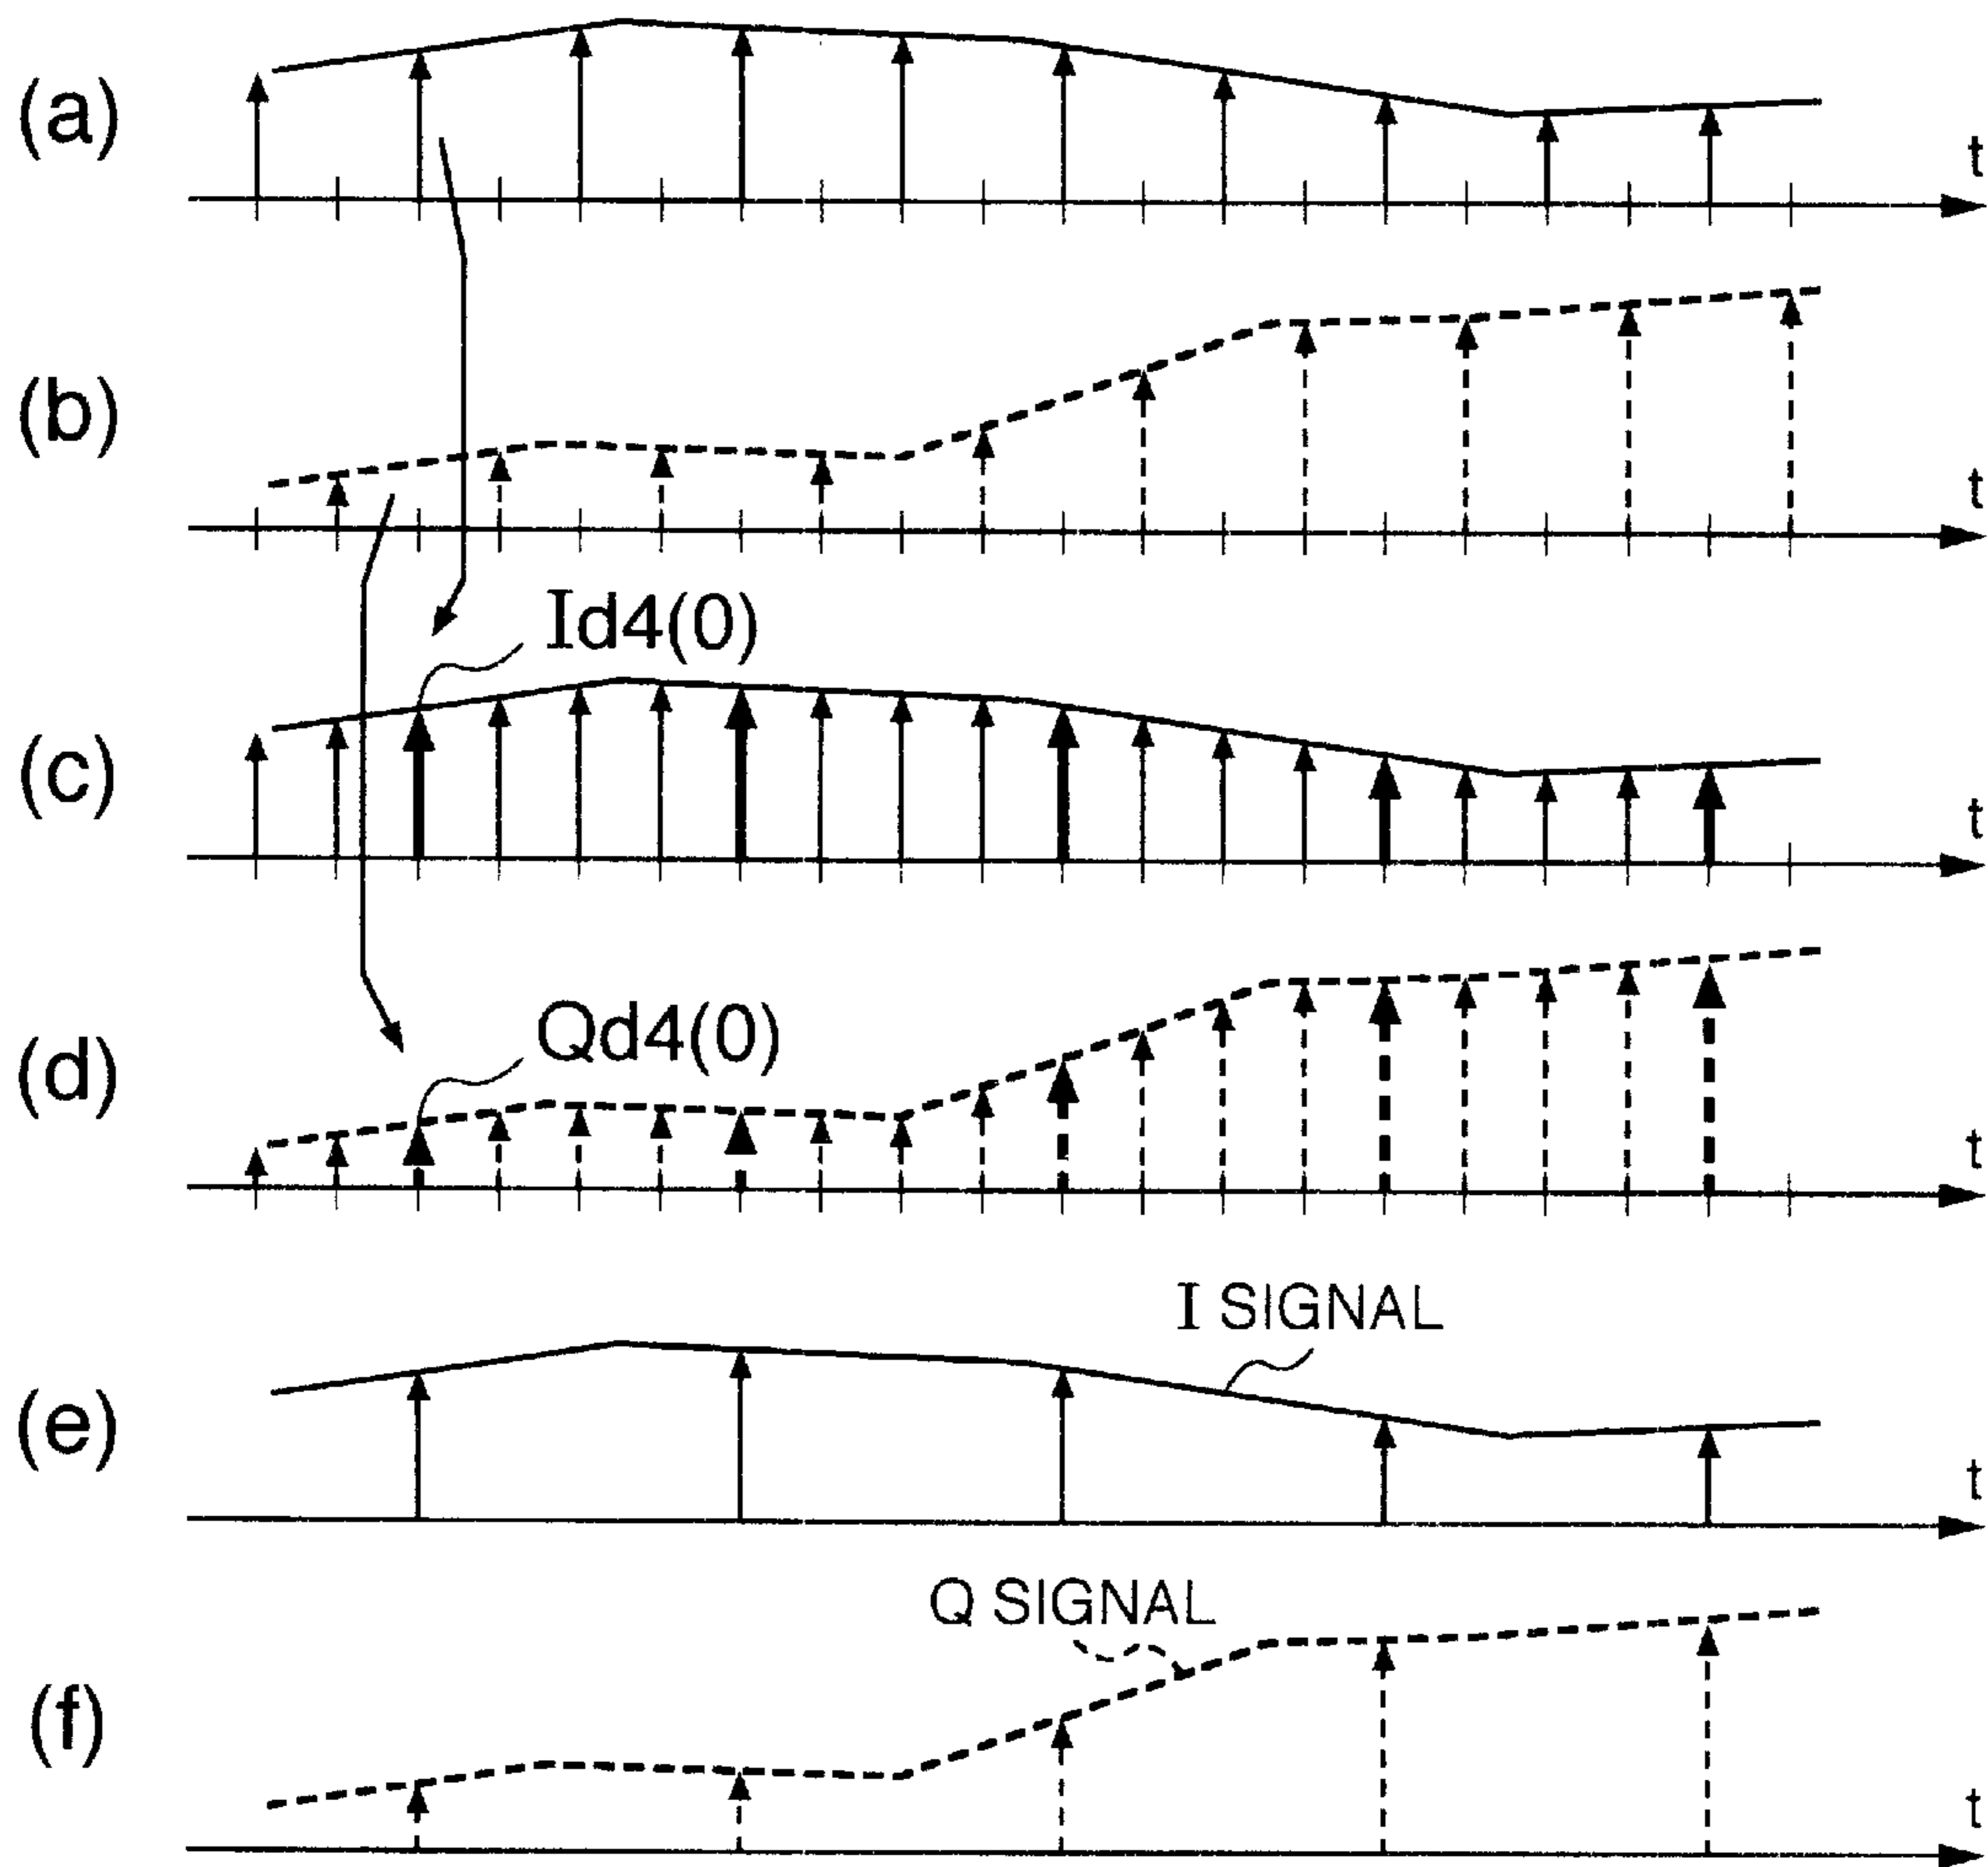 (a)
t
(b)
t
Id4(0)
(c)
t
Qd4(0)
(d)
t
I SIGNAL
(e)
t
Q SIGNAL
(f)
t